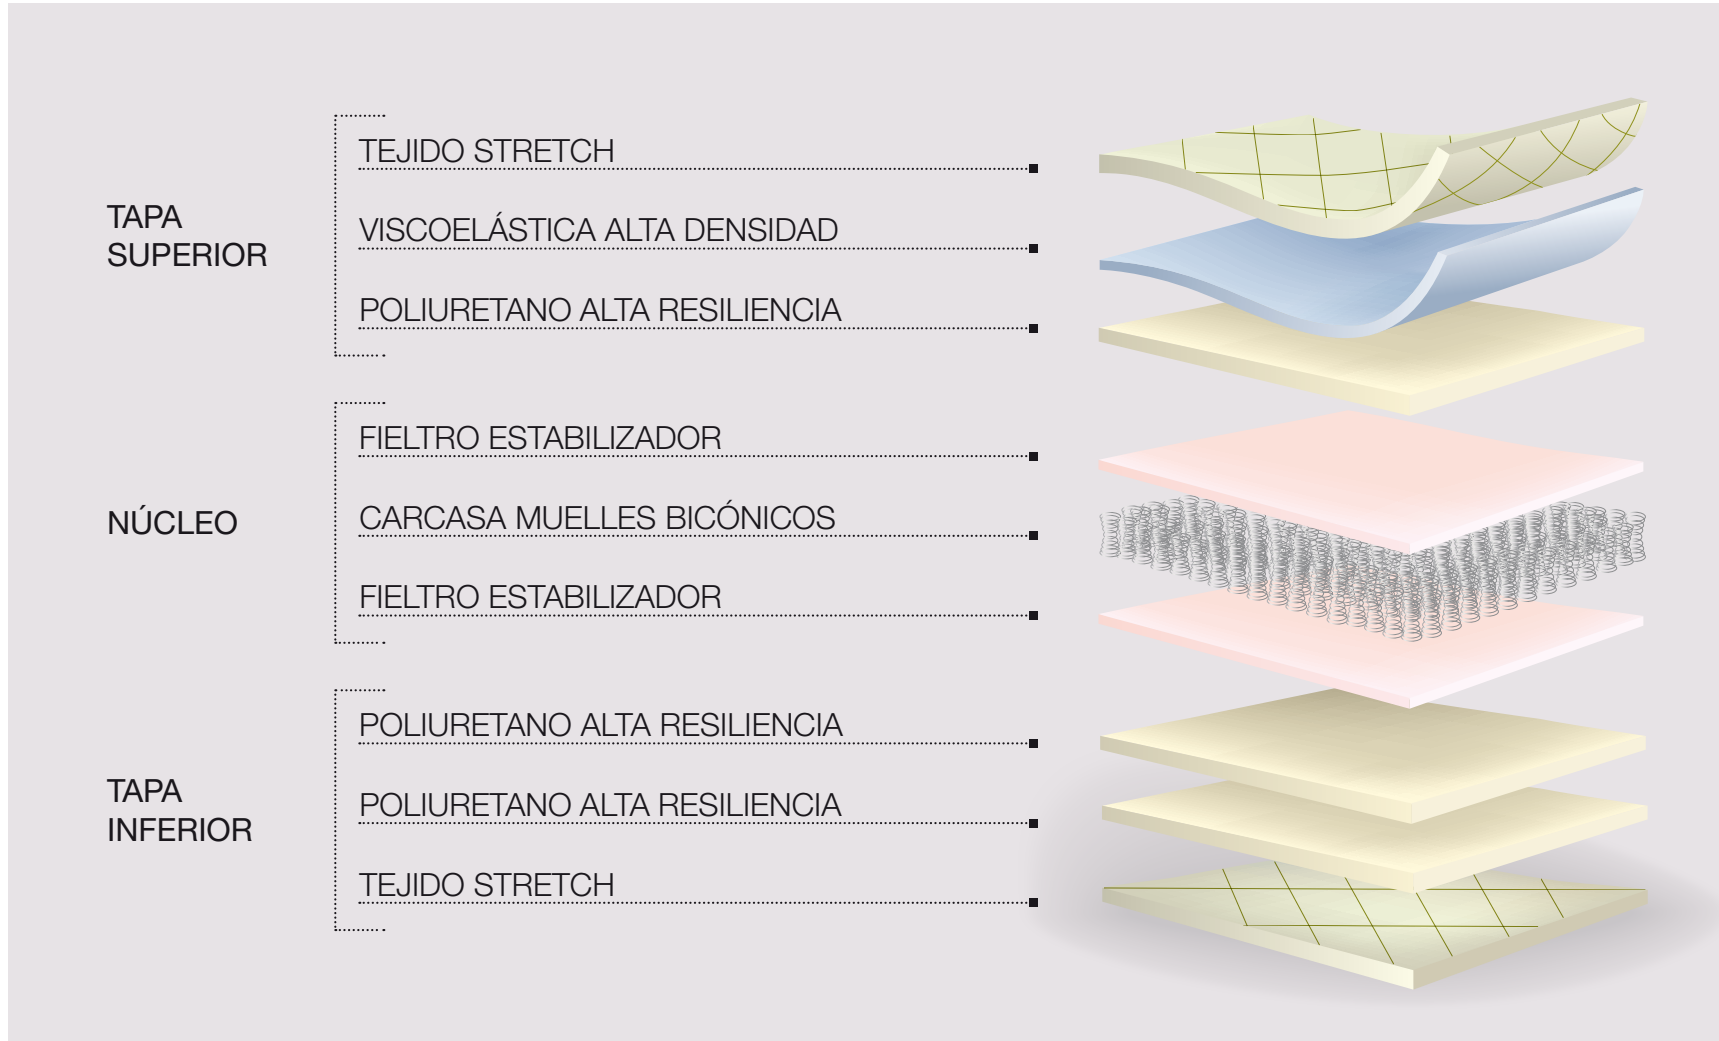 TAPA
SUPERIOR
TEJIDO STRETCH
VISCOELÁSTICA ALTA DENSIDAD
POLIURETANO ALTA RESILIENCIA
NÚCLEO
FIELTRO ESTABILIZADOR
CARCASA MUELLES BICÓNICOS
FIELTRO ESTABILIZADOR
TAPA
INFERIOR
POLIURETANO ALTA RESILIENCIA
POLIURETANO ALTA RESILIENCIA
TEJIDO STRETCH